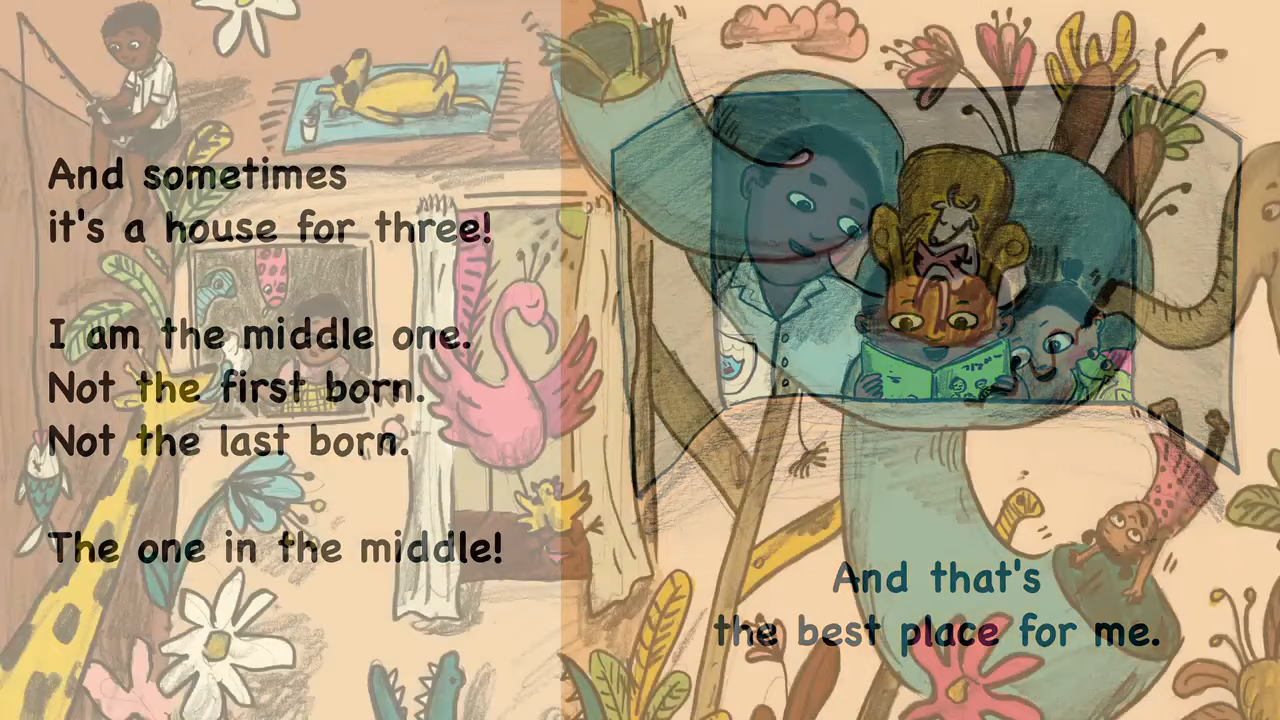 And sometimes
it's a house for three!
I am the middle one.
Not the first born.
Not the last born.
The one in the middle!
And that's
the best place for me.